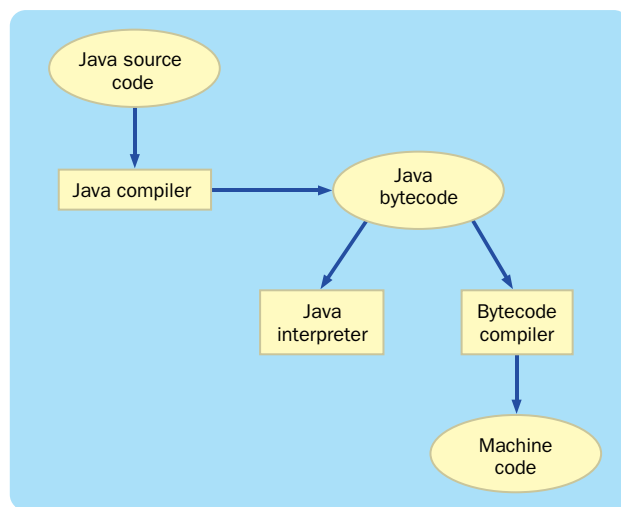 Java source
code
Java compiler
Java
bytecode
Java
interpreter
Bytecode
compiler
Machine
code